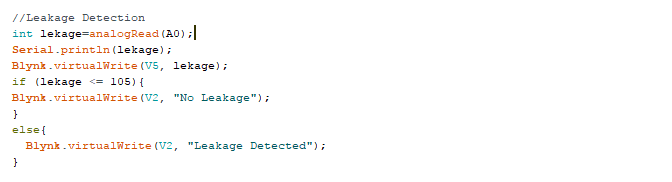 //Leakage Detection
int lekage=analogRead(A0);
Serial.println(lekage);
Blynk.virtualWrite(V5, lekage);
if (lekage <= 105){
Blynk.virtualWrite(V2, "No Leakage");
}
else{
  Blynk.virtualWrite(V2, "Leakage Detected");
}